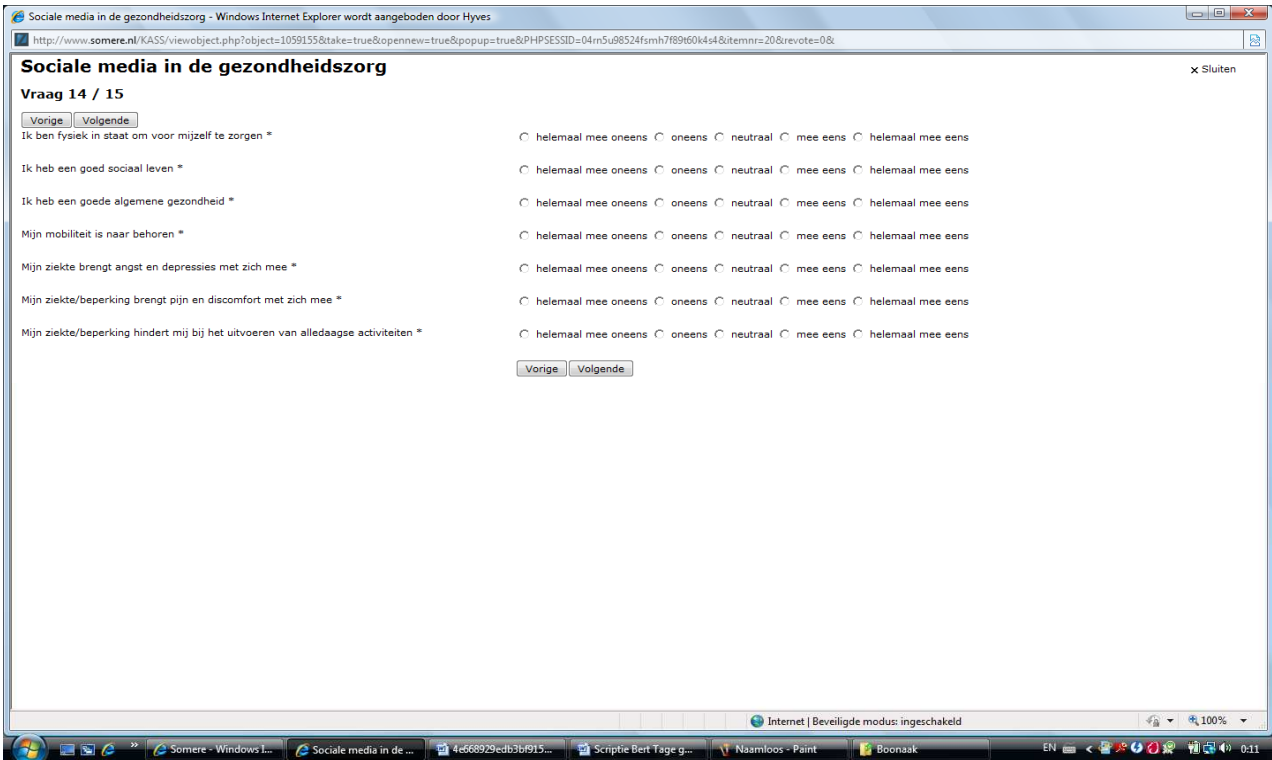 Sociale media in de gezondheidszorg - Windows Internet Explorer wordt aangeboden door Hyves
http://www.somere.nl/KASS/viewobject.php?object=1059155&take=true&opennew=true&popup=true&PHPSESSID=04rn5u98524fsmh7f89t60k4s4&itemnr=20&revote=0&
Sociale media in de gezondheidszorg
x Sluiten
Vraag 14 / 15
Vorige Volgende
Ik ben fysiek in staat om voor mijzelf te zorgen * helemaal mee oneens oneens neutraal mee eens helemaal mee eens
Ik heb een goed sociaal leven * helemaal mee oneens oneens neutraal mee eens helemaal mee eens
Ik heb een goede algemene gezondheid * helemaal mee oneens oneens neutraal mee eens helemaal mee eens
Mijn mobiliteit is naar behoren * helemaal mee oneens oneens neutraal mee eens helemaal mee eens
Mijn ziekte brengt angst en depressies met zich mee * helemaal mee oneens oneens neutraal mee eens helemaal mee eens
Mijn ziekte/beperking brengt pijn en discomfort met zich mee * helemaal mee oneens oneens neutraal mee eens helemaal mee eens
Mijn ziekte/beperking hindert mij bij het uitvoeren van alledaagse activiteiten * helemaal mee oneens oneens neutraal mee eens helemaal mee eens
Vorige Volgende
Internet | Beveiligde modus: ingeschakeld 100%
Somere - Windows I... Sociale media in de ... 4e668929edb3bf915... Scriptie Bert Tage g... Naamloos - Paint Boonaak EN 0:11